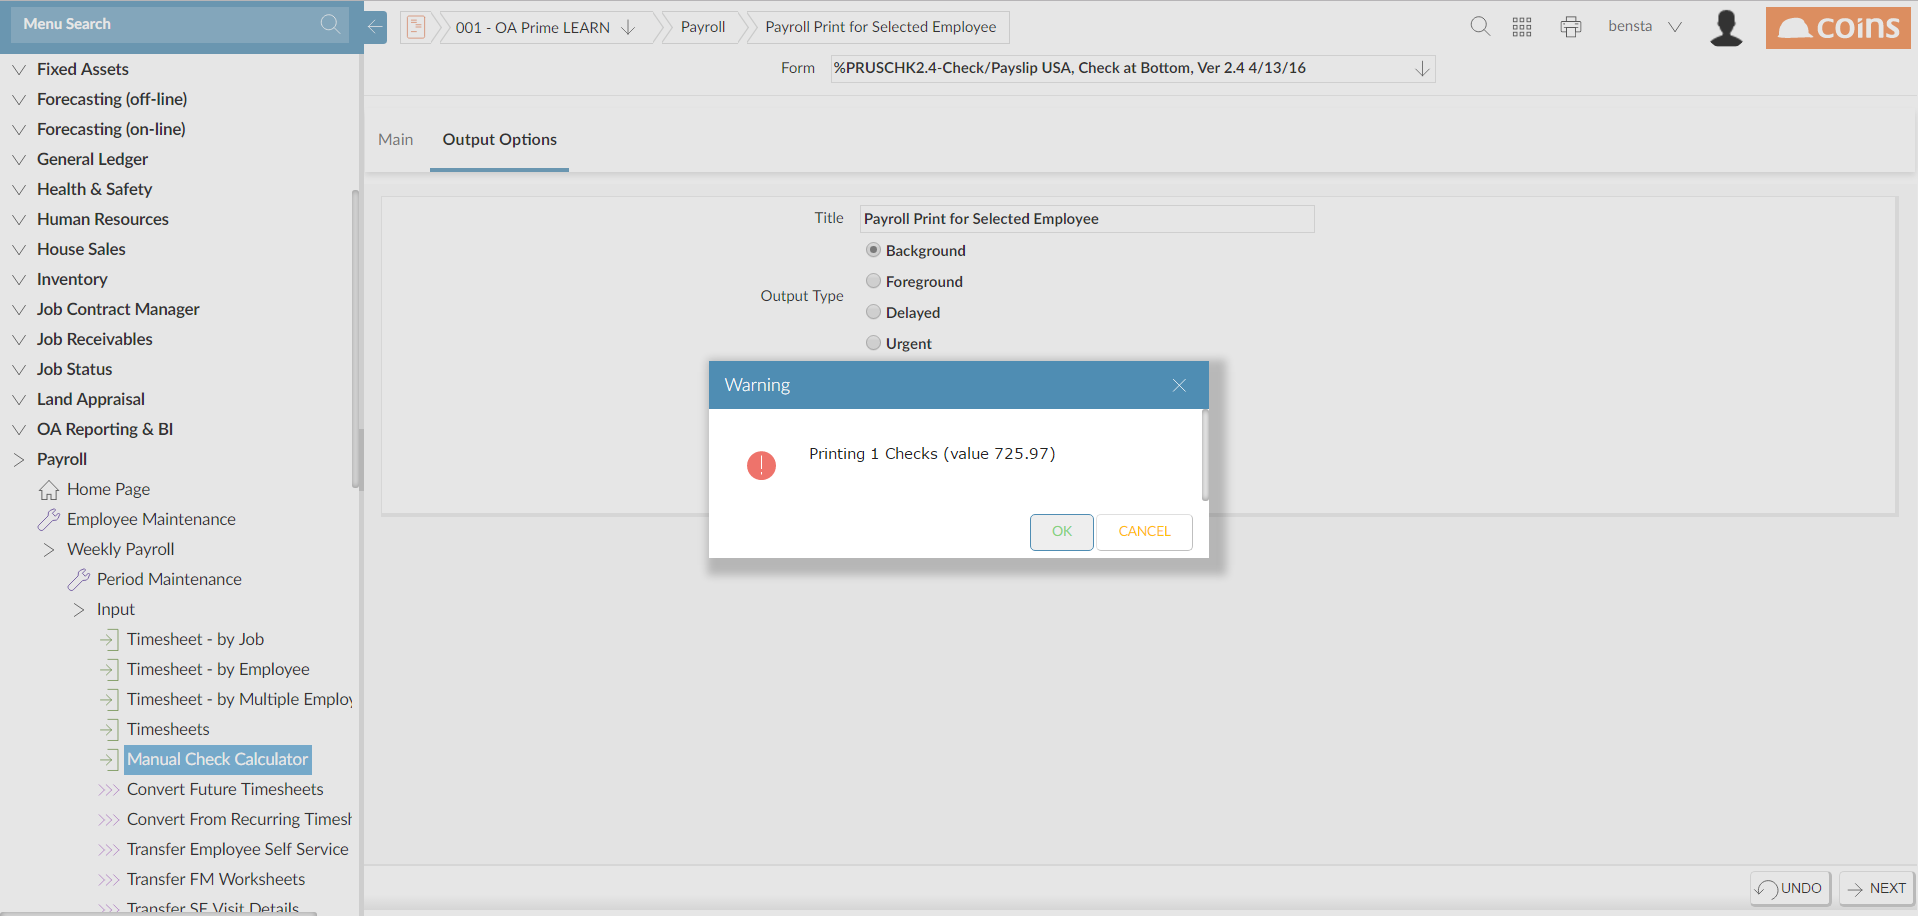 Menu Search
001 - OA Prime LEARN
Payroll
Payroll Print for Selected Employee
bensta
coins
Form
%PRUSCHK2.4-Check/Payslip USA, Check at Bottom, Ver 2.4 4/13/16
Main
Output Options
Title
Payroll Print for Selected Employee
Output Type
Background
Foreground
Delayed
Urgent
Warning
Printing 1 Checks (value 725.97)
OK
CANCEL
Fixed Assets
Forecasting (off-line)
Forecasting (on-line)
General Ledger
Health & Safety
Human Resources
House Sales
Inventory
Job Contract Manager
Job Receivables
Job Status
Land Appraisal
OA Reporting & BI
Payroll
Home Page
Employee Maintenance
Weekly Payroll
Period Maintenance
Input
Timesheet - by Job
Timesheet - by Employee
Timesheet - by Multiple Employ
Timesheets
Manual Check Calculator
Convert Future Timesheets
Convert From Recurring Timesh
Transfer Employee Self Service
Transfer FM Worksheets
Transfer SE Visit Details
UNDO
NEXT